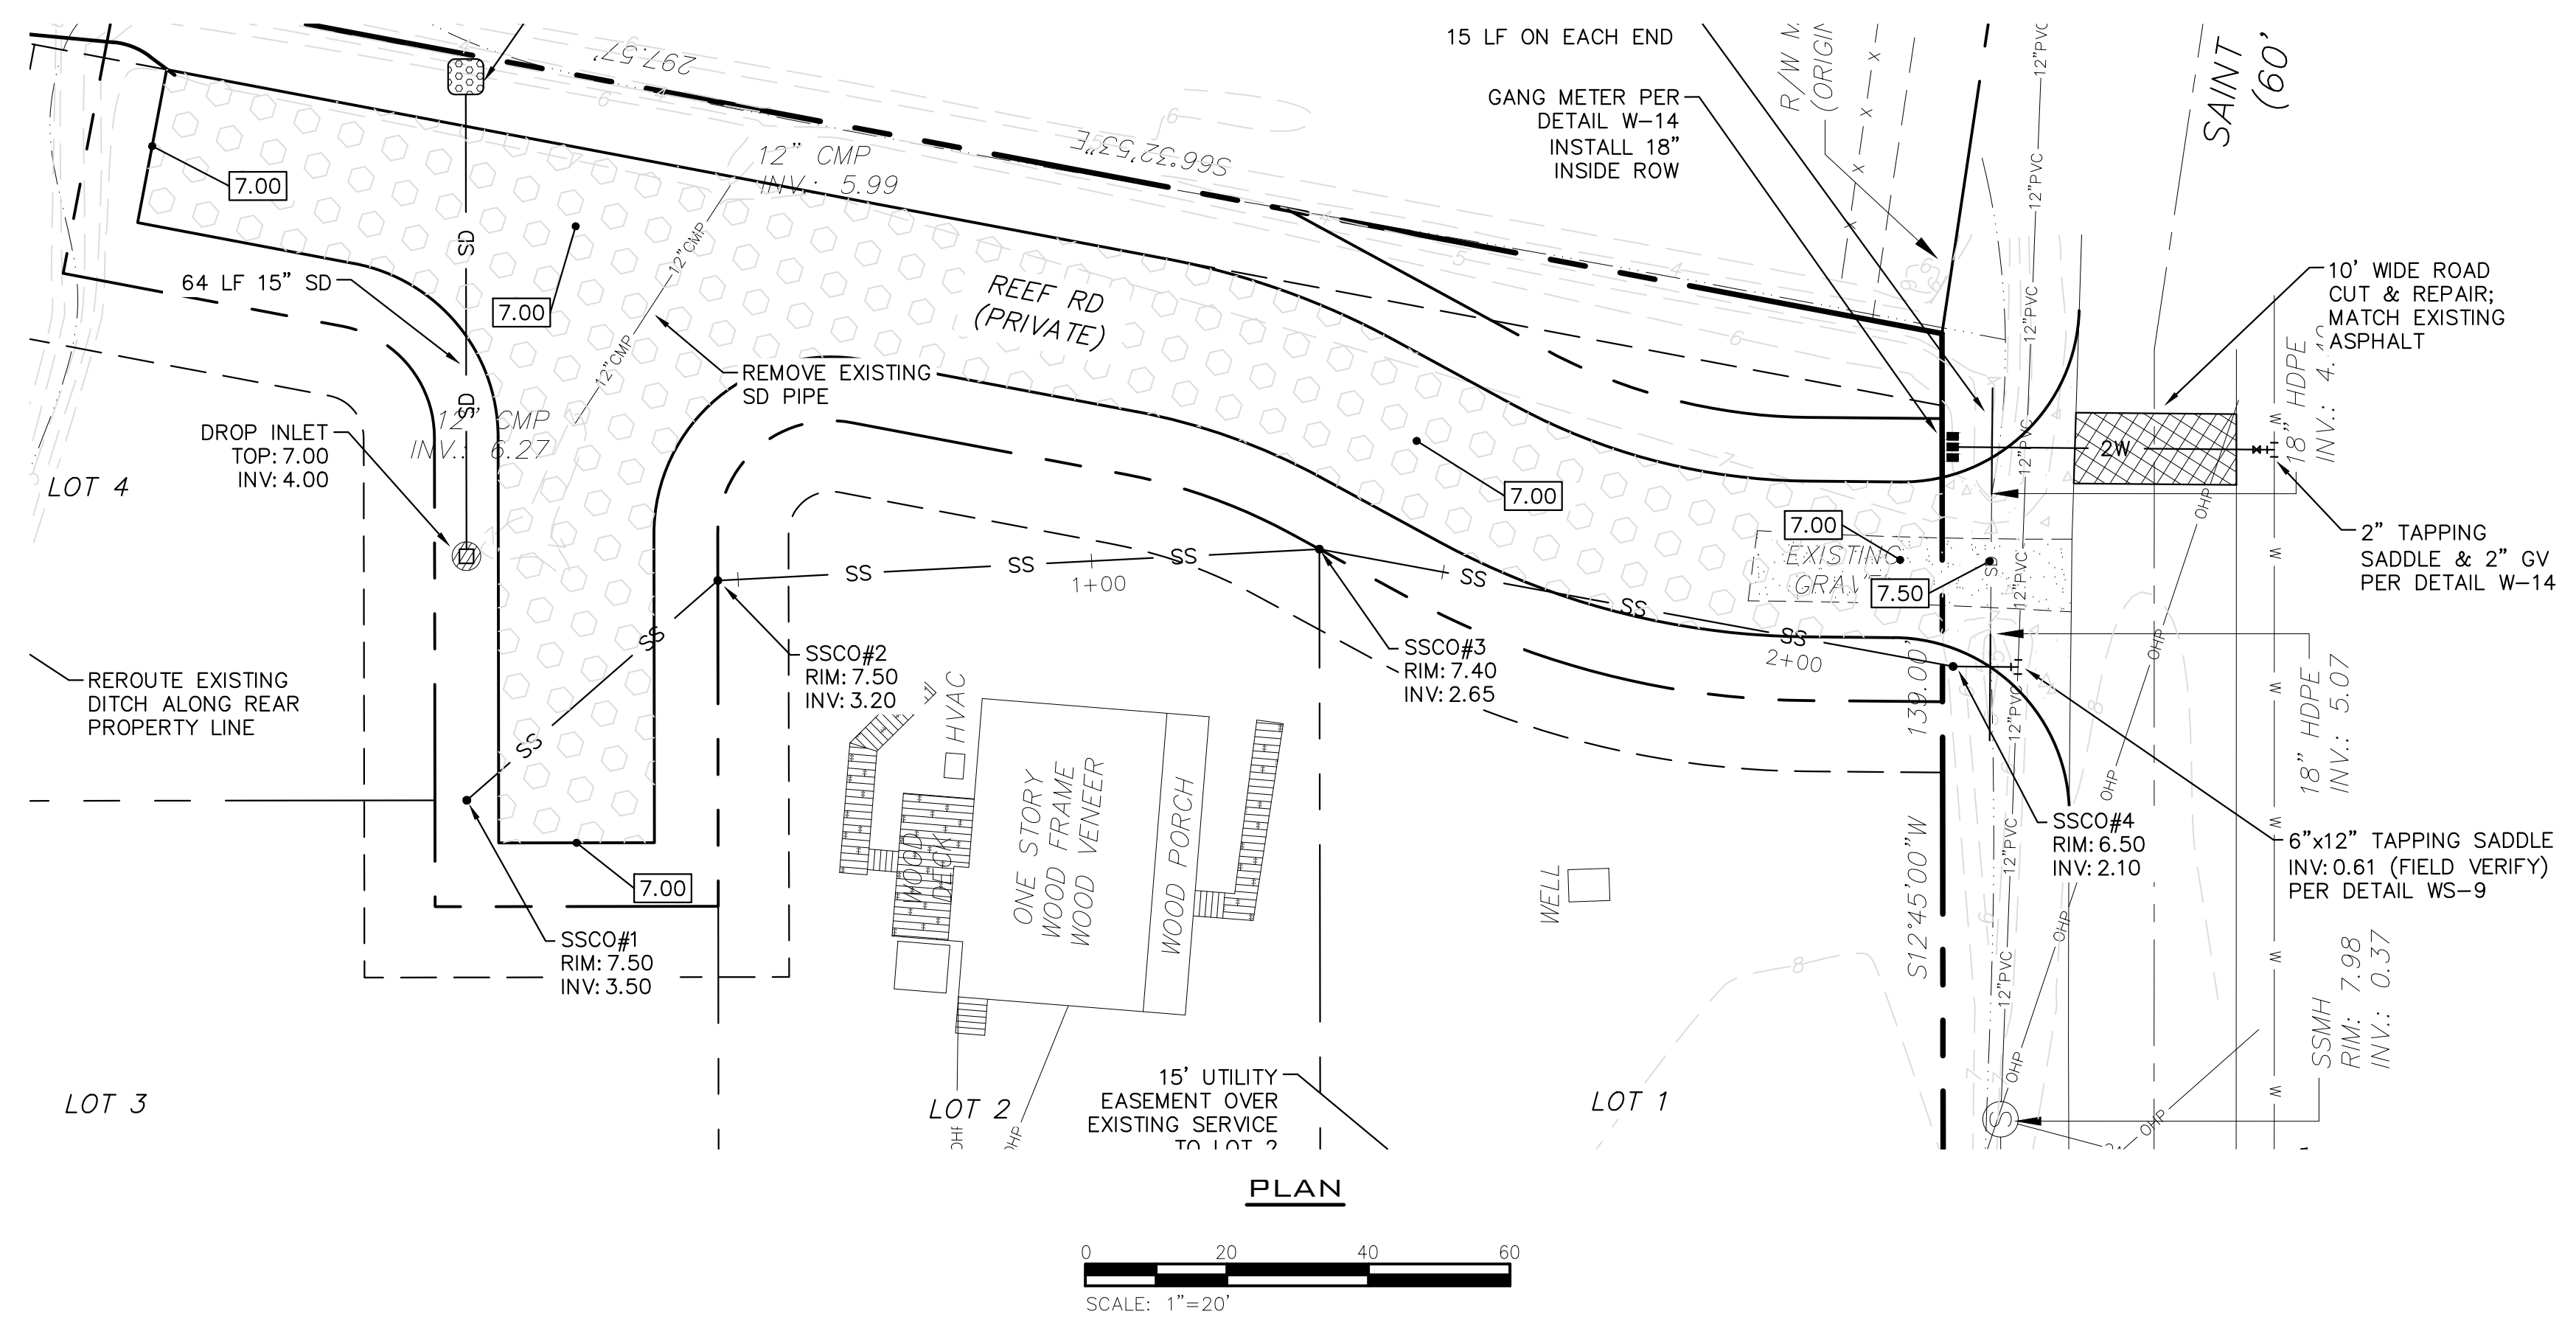 15 LF ON EACH END
297.57'
R/W M
(ORIGIN
SAINT
(60'
12"PVC
GANG METER PER
DETAIL W-14
INSTALL 18"
INSIDE ROW
S66°32'53"E
12" CMP
INV.: 5.99
7.00
12"CMP
SD
64 LF 15" SD
7.00
REEF RD
(PRIVATE)
10' WIDE ROAD
CUT & REPAIR;
MATCH EXISTING
ASPHALT
REMOVE EXISTING
SD PIPE
12"CMP
SD
12" CMP
INV.: 6.27
DROP INLET
TOP: 7.00
INV: 4.00
LOT 4
7.00
2W
18" HDPE
2" TAPPING
SADDLE & 2" GV
PER DETAIL W-14
7.00
EXISTING
GRAVEL
7.50
SD
SS
SS
SS
1+00
SS
SS
SS
2+00
SS
SS
SSCO#2
RIM: 7.50
INV: 3.20
SSCO#3
RIM: 7.40
INV: 2.65
REROUTE EXISTING
DITCH ALONG REAR
PROPERTY LINE
18" HDPE
INV.: 5.07
139.00'
S12°45'00"W
HVAC
ONE STORY
WOOD FRAME
WOOD VENEER
WOOD PORCH
WOOD
DECK
WELL
SSCO#4
RIM: 6.50
INV: 2.10
6"x12" TAPPING SADDLE
INV: 0.61 (FIELD VERIFY)
PER DETAIL WS-9
7.00
SSCO#1
RIM: 7.50
INV: 3.50
8
OHP
12"PVC
W
SSMH
RIM: 7.98
INV.: 0.37
S
15' UTILITY
EASEMENT OVER
EXISTING SERVICE
TO LOT 2
LOT 3
LOT 2
LOT 1
PLAN
0 20 40 60
SCALE: 1"=20'